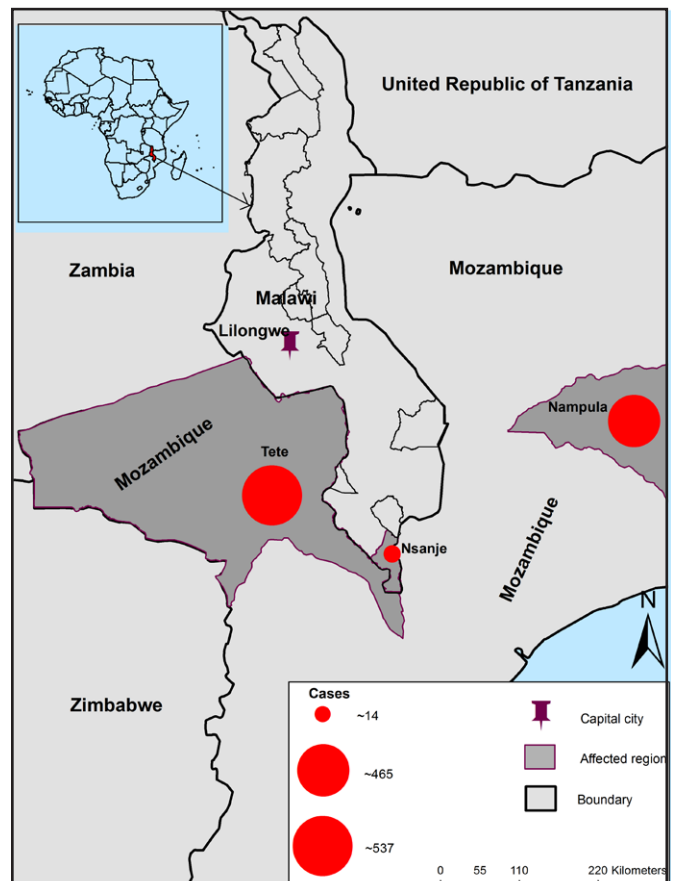 United Republic of Tanzania
Zambia
Mozambique
Malawi
Lilongwe
Nampula
Mozambique
Tete
Nsanje
Mozambique
N
Zimbabwe
Cases
~14
~465
~537
Capital city
Affected region
Boundary
0 55 110 220 Kilometers